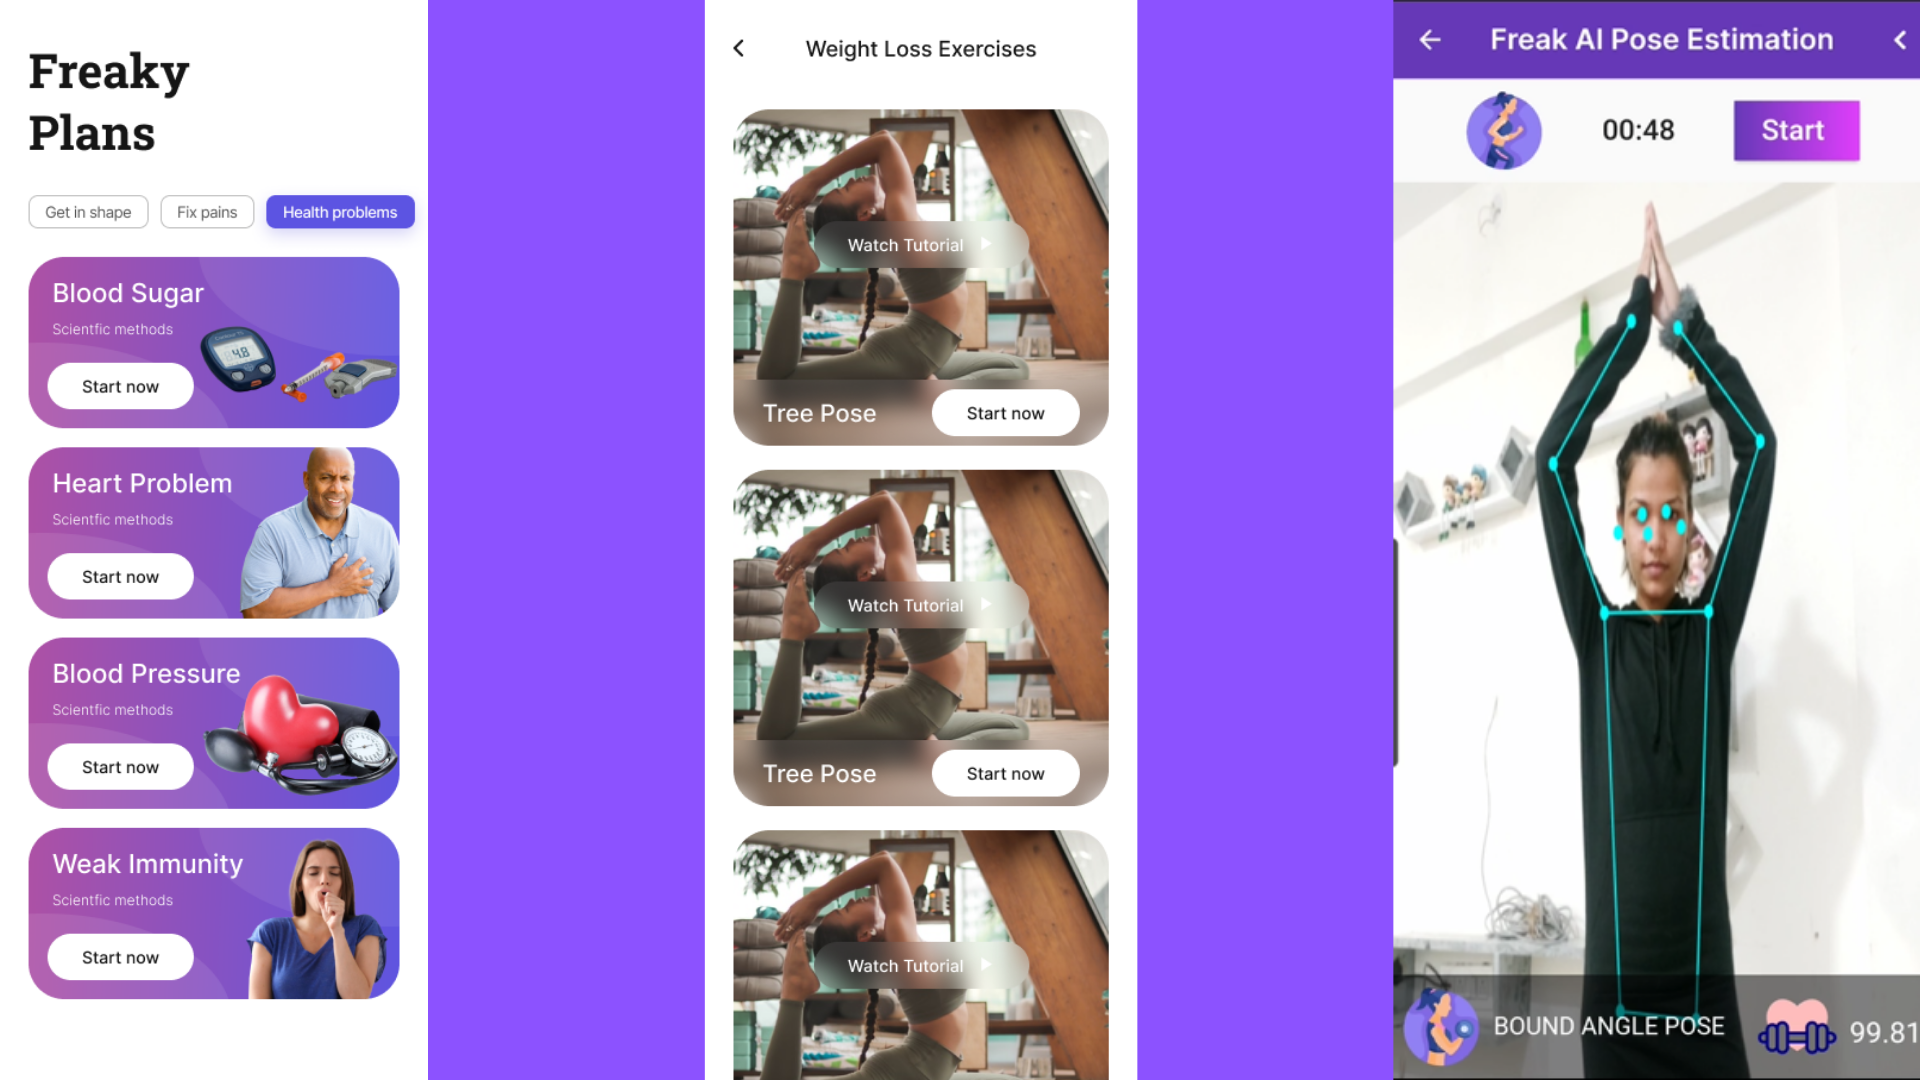 Freaky
Plans
Get in shape
Fix pains
Health problems
Blood Sugar
Scientfic methods
Start now
4.8
Heart Problem
Scientfic methods
Start now
Blood Pressure
Scientfic methods
Start now
Weak Immunity
Scientfic methods
Start now
Weight Loss Exercises
Watch Tutorial
Tree Pose
Start now
Watch Tutorial
Tree Pose
Start now
Watch Tutorial
Freak AI Pose Estimation
00:48
Start
BOUND ANGLE POSE
99.81